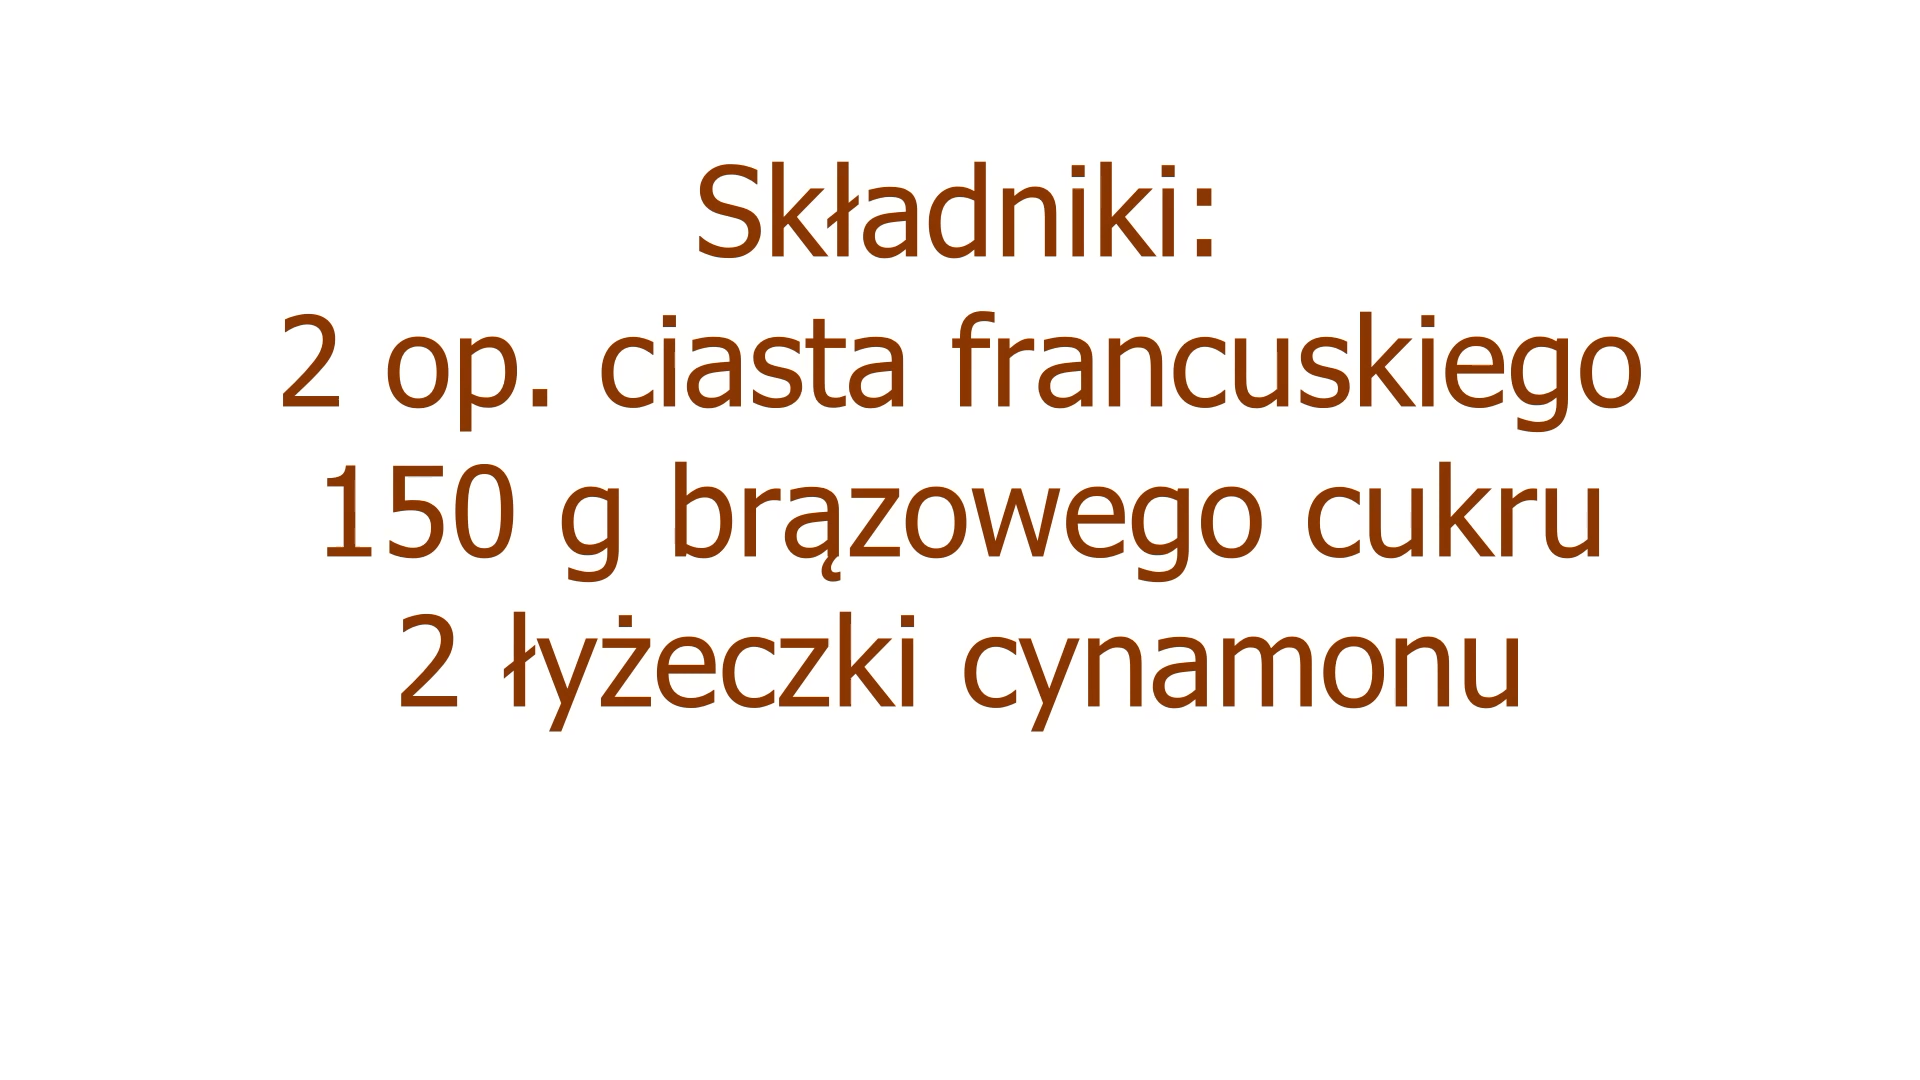 Składniki:
2 op. ciasta francuskiego
150 g brązowego cukru
2 łyżeczki cynamonu